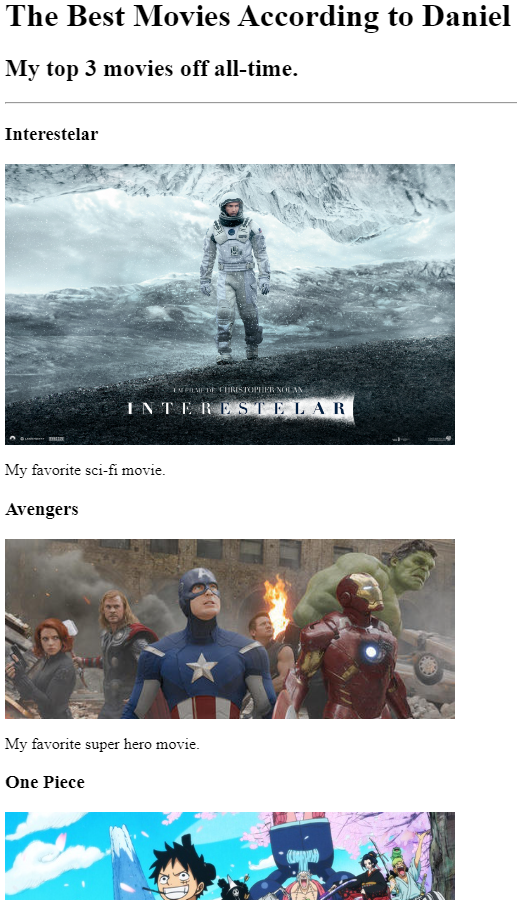 The Best Movies According to Daniel
My top 3 movies off all-time.
Interestelar
UM FILME DE CHRISTOPHER NOLAN
INTERESTELAR
My favorite sci-fi movie.
Avengers
My favorite super hero movie.
One Piece